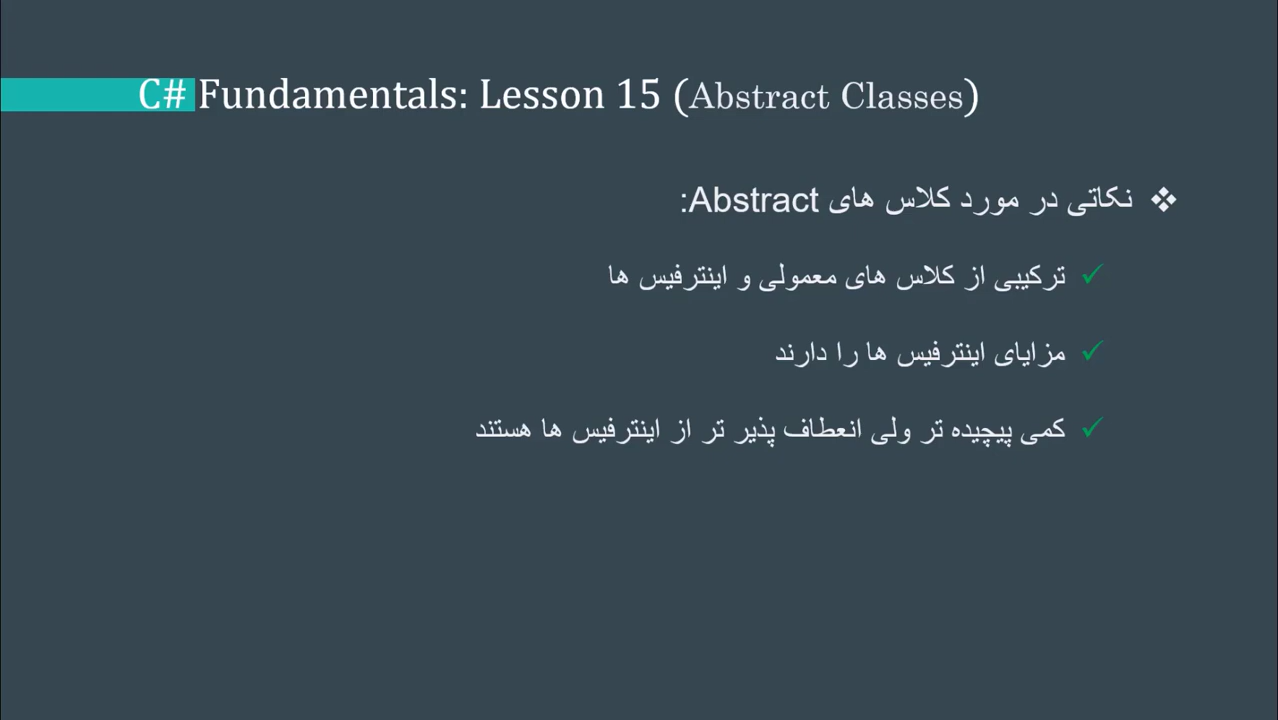 C# Fundamentals: Lesson 15 (Abstract Classes)
نکاتی در مورد کلاس های Abstract:
ترکیبی از کلاس های معمولی و اینترفیس ها
مزایای اینترفیس ها را دارند
کمی پیچیده تر ولی انعطاف پذیر تر از اینترفیس ها هستند